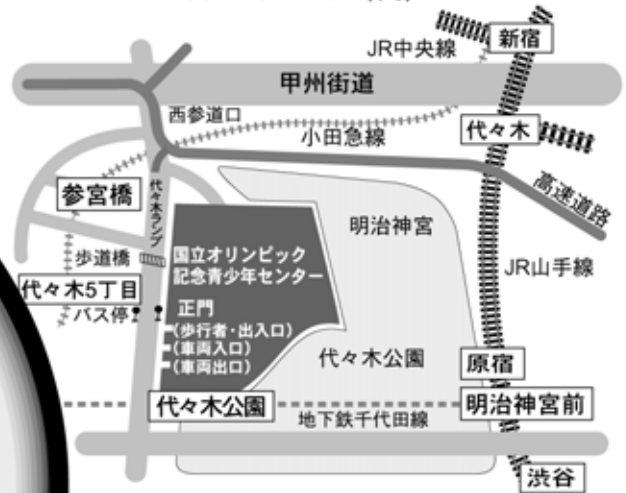 JR中央線
新宿
甲州街道
西参道口
小田急線
代々木
高速道路
参宮橋
代々木ランプ
明治神宮
国立オリンピック
記念青少年センター
歩道橋
JR山手線
代々木5丁目
バス停
正門
(歩行者・出入口)
(車両入口)
(車両出口)
代々木公園
原宿
代々木公園
明治神宮前
地下鉄千代田線
渋谷